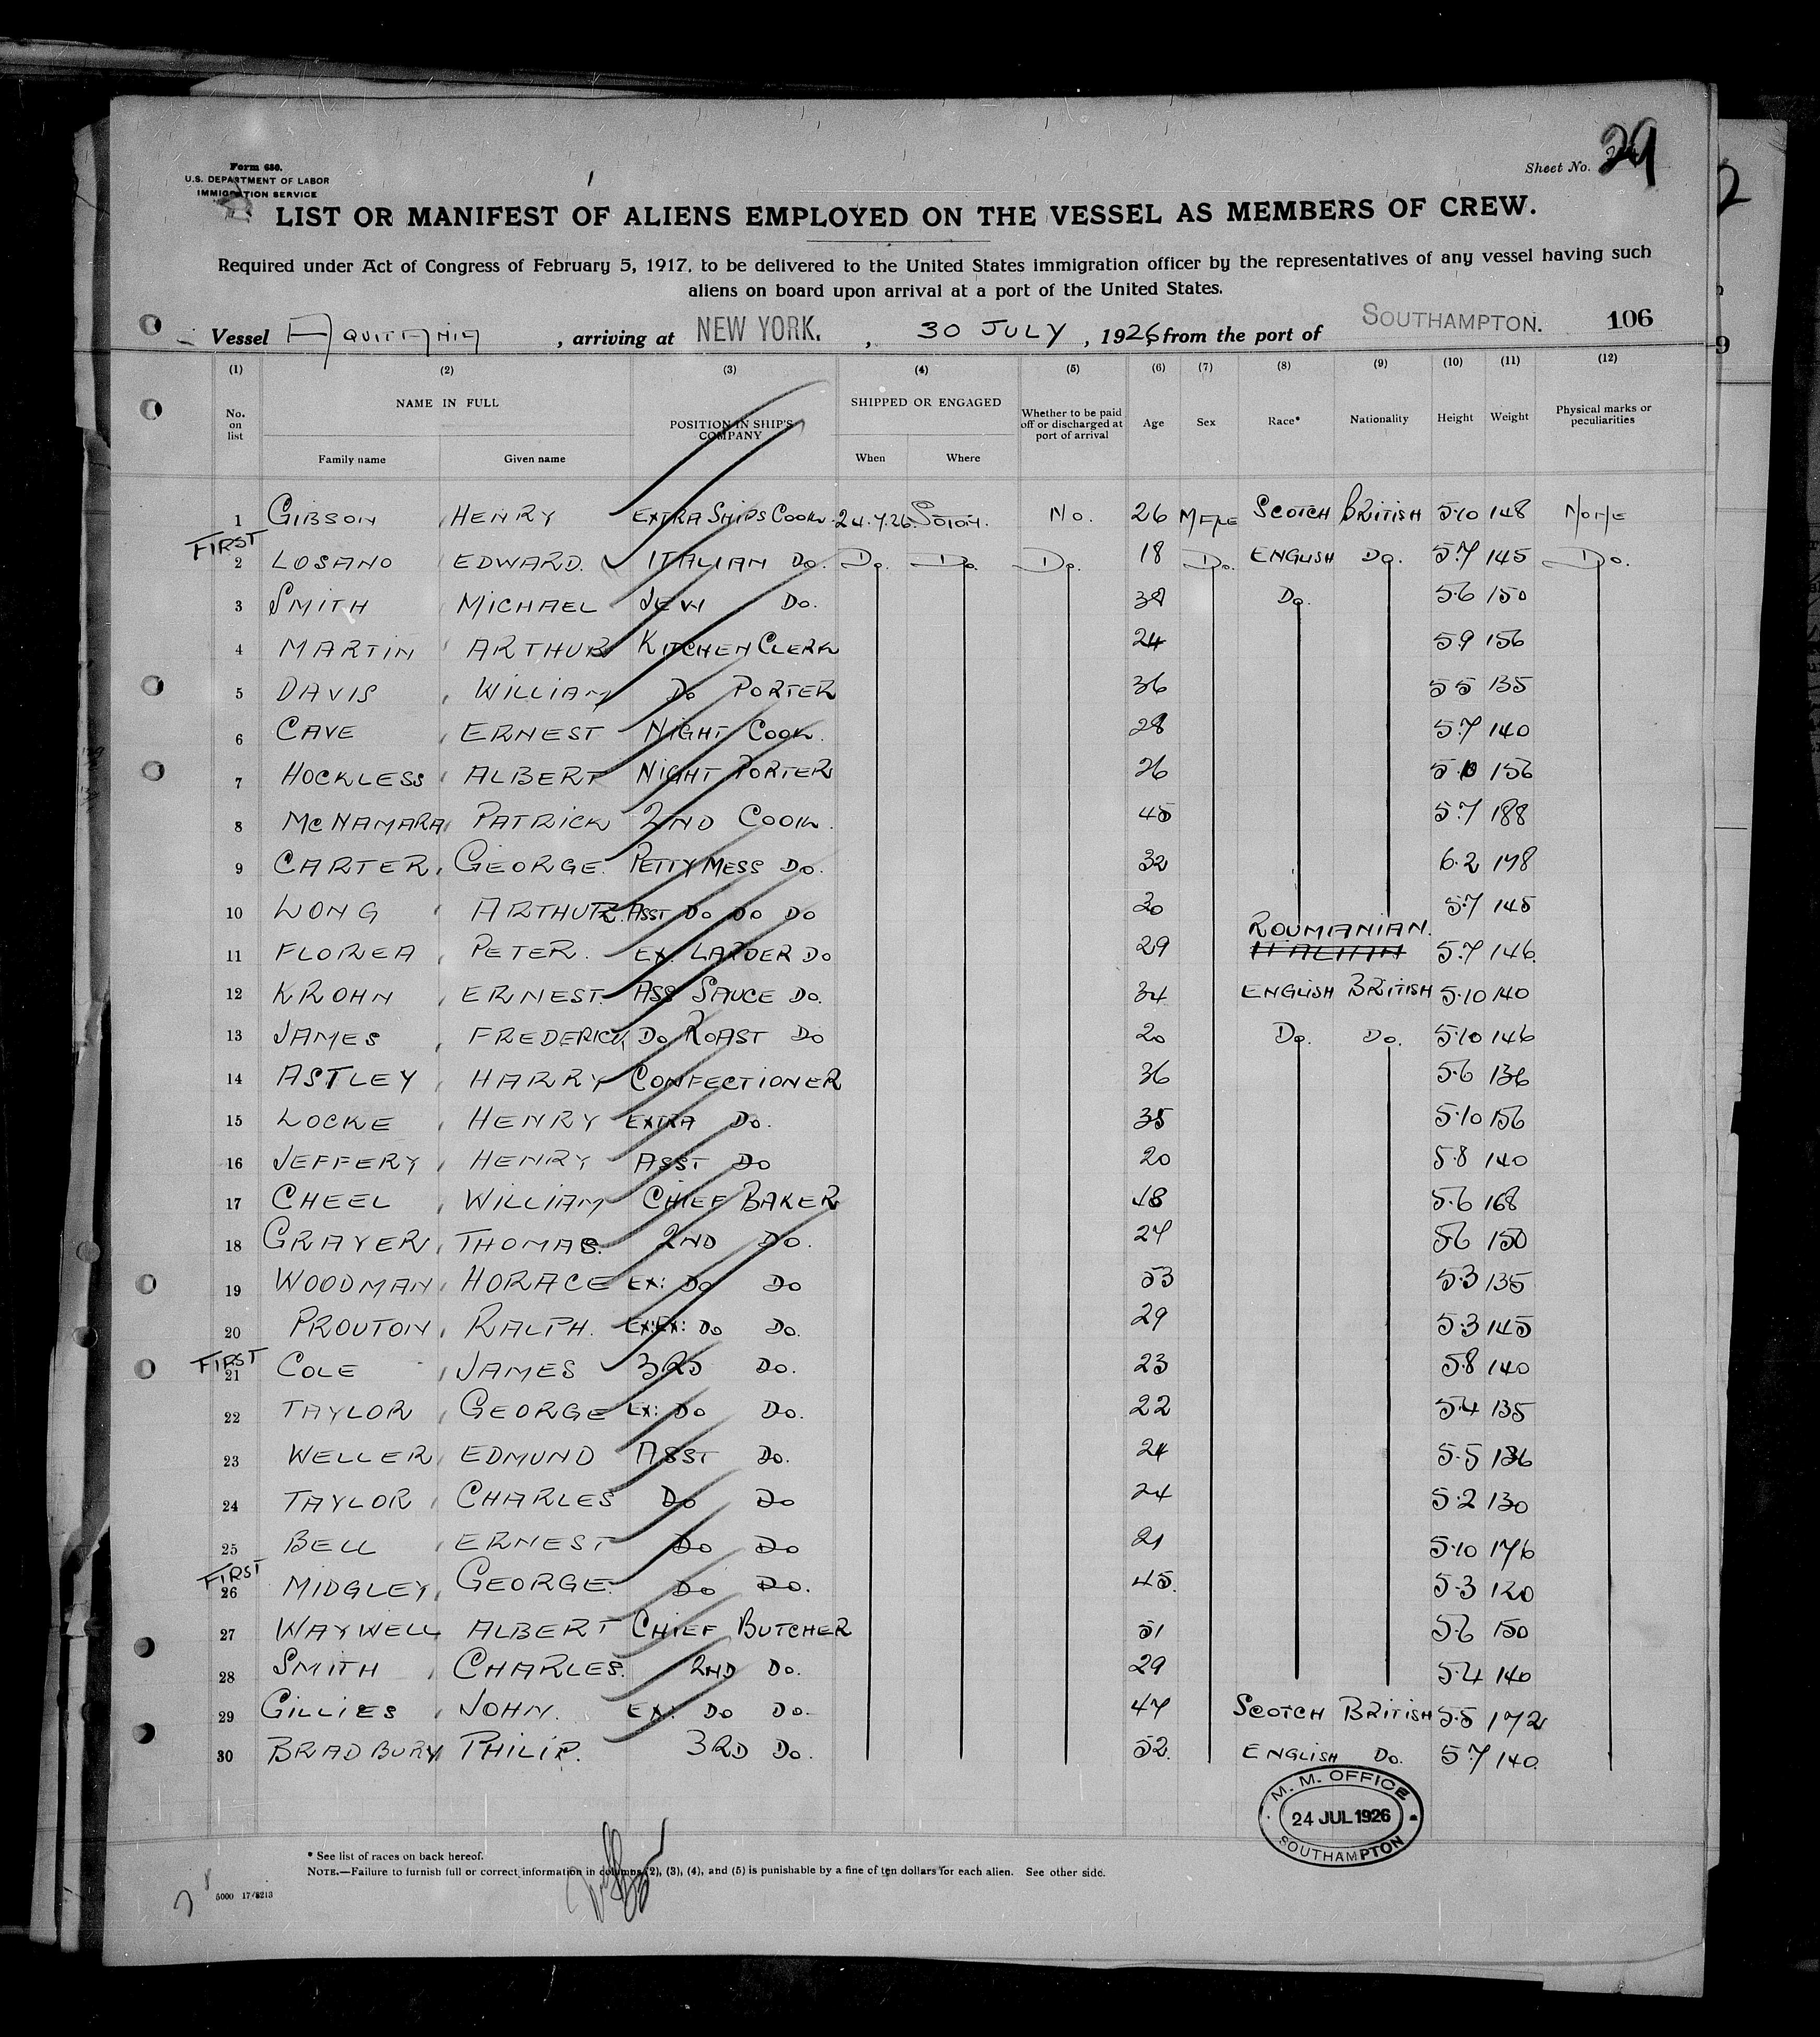 Form 680.
U.S. DEPARTMENT OF LABOR
IMMIGRATION SERVICE
Sheet No. 29
LIST OR MANIFEST OF ALIENS EMPLOYED ON THE VESSEL AS MEMBERS OF CREW.
Required under Act of Congress of February 5, 1917, to be delivered to the United States immigration officer by the representatives of any vessel having such
aliens on board upon arrival at a port of the United States.
Vessel AQUITANIA, arriving at NEW YORK., 30 JULY, 1926 from the port of SOUTHAMPTON. 106
(1) (2) (3) (4) (5) (6) (7) (8) (9) (10) (11) (12)
No. on list NAME IN FULL Family name Given name POSITION IN SHIP'S COMPANY SHIPPED OR ENGAGED When Where Whether to be paid off or discharged at port of arrival Age Sex Race* Nationality Height Weight Physical marks or peculiarities
1 GIBSON HENRY EXTRA SHIPS COOK 24.7.26 SOTON. NO. 26 MALE SCOTCH BRITISH 5.10 148 NONE
FIRST
2 LOSANO EDWARD. ITALIAN DO. DO. DO. DO. 18 DO. ENGLISH DO. 5.7 145 DO.
3 SMITH MICHAEL JEW DO. 38 DO. 5.6 150
4 MARTIN ARTHUR KITCHEN CLERK 24 5.9 156
5 DAVIS WILLIAM DO PORTER 36 5 5 135
6 CAVE ERNEST NIGHT COOK. 28 5.7 140
7 HOCKLESS ALBERT NIGHT PORTER 26 5.10 156
8 MCNAMARA PATRICK 2ND COOK. 45 5.7 188
9 CARTER, GEORGE. PETTY MESS DO. 32 6.2 178
10 LONG ARTHUR. ASST DO DO DO 20 5.7 145
11 FLOREA PETER. EX. LARDER DO 29 ROUMANIAN. ITALIAN 5.7 146.
12 KROHN ERNEST. ASS SAUCE DO. 34 ENGLISH BRITISH 5.10 140
13 JAMES FREDERICK DO ROAST DO 20 DO. DO. 5.10 146
14 ASTLEY HARRY CONFECTIONER 36 5.6 136
15 LOCKE HENRY EXTRA DO. 35 5.10 156
16 JEFFERY HENRY ASST DO 20 5.8 140
17 CHEEL WILLIAM CHIEF BAKER 48 5.6 168
18 GRAYER, THOMAS. 2ND DO. 27 5.6 150
19 WOODMAN HORACE EX: DO DO 53 5.3 135
20 PROUTON, RALPH. EX:EX: DO DO. 29 5.3 145
FIRST
21 COLE JAMES 3RD DO. 23 5.8 140
22 TAYLOR GEORGE EX: DO DO. 22 5.4 135
23 WELLER EDMUND ASST DO. 24 5.5 136
24 TAYLOR CHARLES DO DO 24 5.2 130
25 BELL ERNEST DO DO 21 5.10 176
FIRST
26 MIDGLEY, GEORGE. DO DO. 45. 5.3 120
27 WAYWELL ALBERT CHIEF BUTCHER 51 5.6 150
28 SMITH CHARLES. 2ND DO. 29 5.4 140
29 GILLIES JOHN. EX: DO DO. 47 SCOTCH BRITISH 5.5 172
30 BRADBURY PHILIP. 3RD DO. 52. ENGLISH DO. 5 7 140.
M. M. OFFICE
24 JUL 1926
SOUTHAMPTON
* See list of races on back hereof.
NOTE.—Failure to furnish full or correct information in columns (2), (3), (4), and (5) is punishable by a fine of ten dollars for each alien. See other side.
5000 17/8213